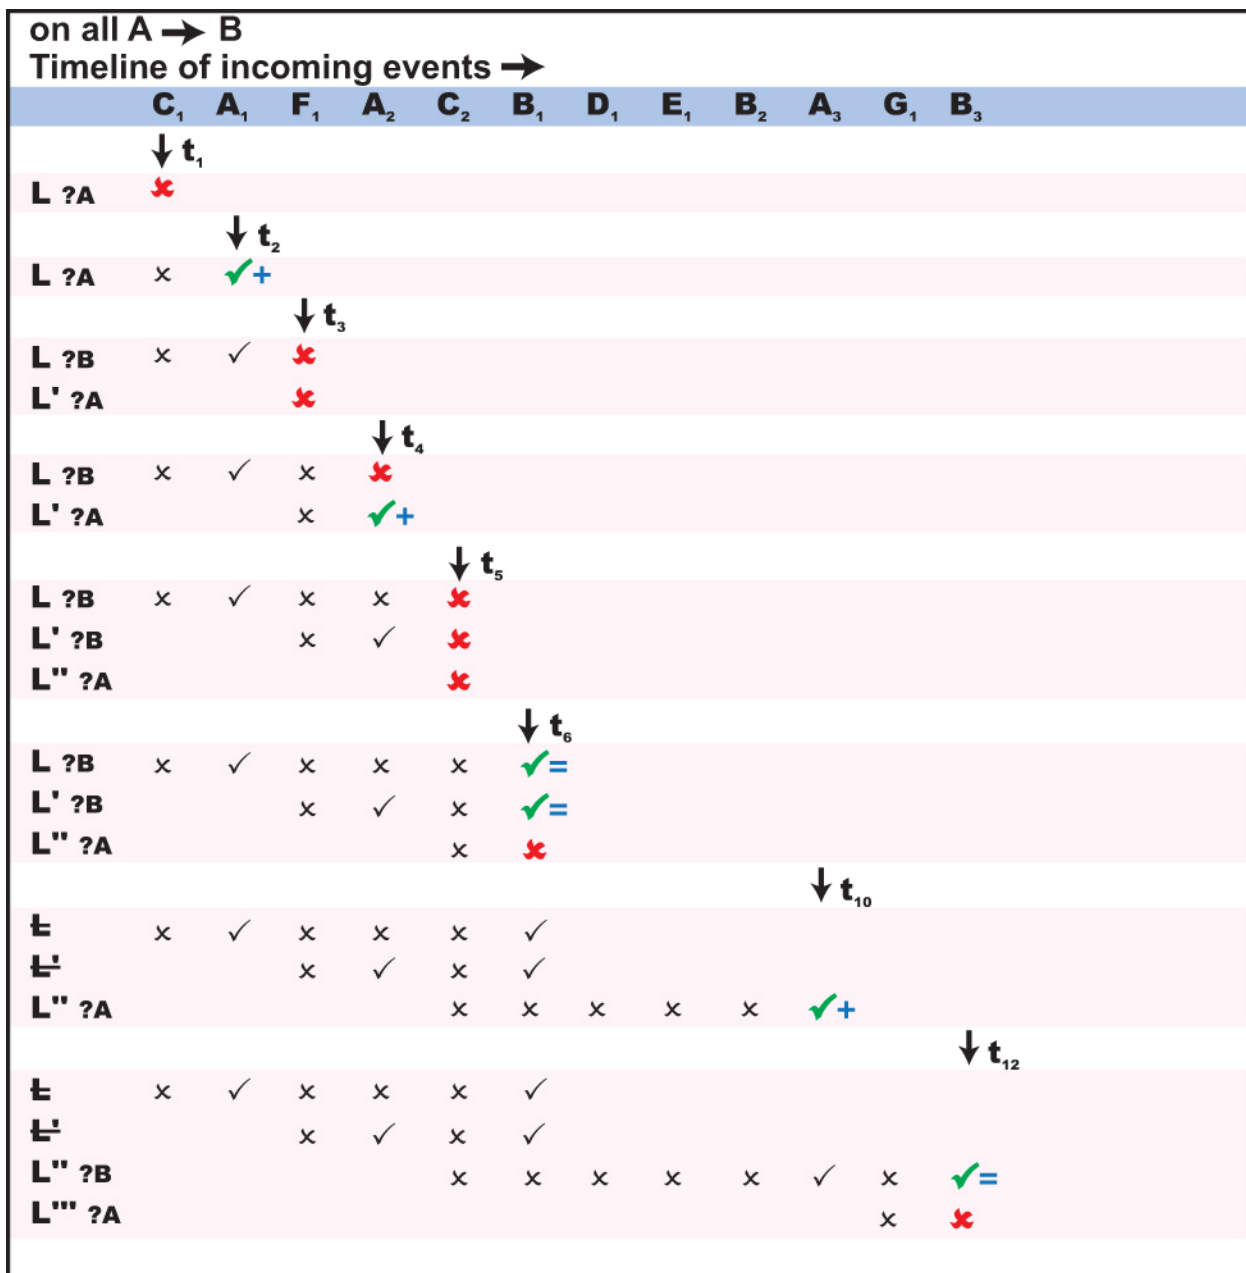 on all A → B
Timeline of incoming events →
C₁ A₁ F₁ A₂ C₂ B₁ D₁ E₁ B₂ A₃ G₁ B₃
↓ t₁
L ?A ✗
↓ t₂
L ?A ✗ ✓+
↓ t₃
L ?B ✗ ✓ ✗
L' ?A ✗
↓ t₄
L ?B ✗ ✓ ✗ ✗
L' ?A ✗ ✓+
↓ t₅
L ?B ✗ ✓ ✗ ✗ ✗
L' ?B ✗ ✓ ✗
L" ?A ✗
↓ t₆
L ?B ✗ ✓ ✗ ✗ ✗ ✓=
L' ?B ✗ ✓ ✗ ✓=
L" ?A ✗ ✗
↓ t₁₀
L ✗ ✓ ✗ ✗ ✗ ✓
L' ✗ ✓ ✗ ✓
L" ?A ✗ ✗ ✗ ✗ ✗ ✓+
↓ t₁₂
L ✗ ✓ ✗ ✗ ✗ ✓
L' ✗ ✓ ✗ ✓
L" ?B ✗ ✗ ✗ ✗ ✗ ✓ ✗ ✓=
L''' ?A ✗ ✗